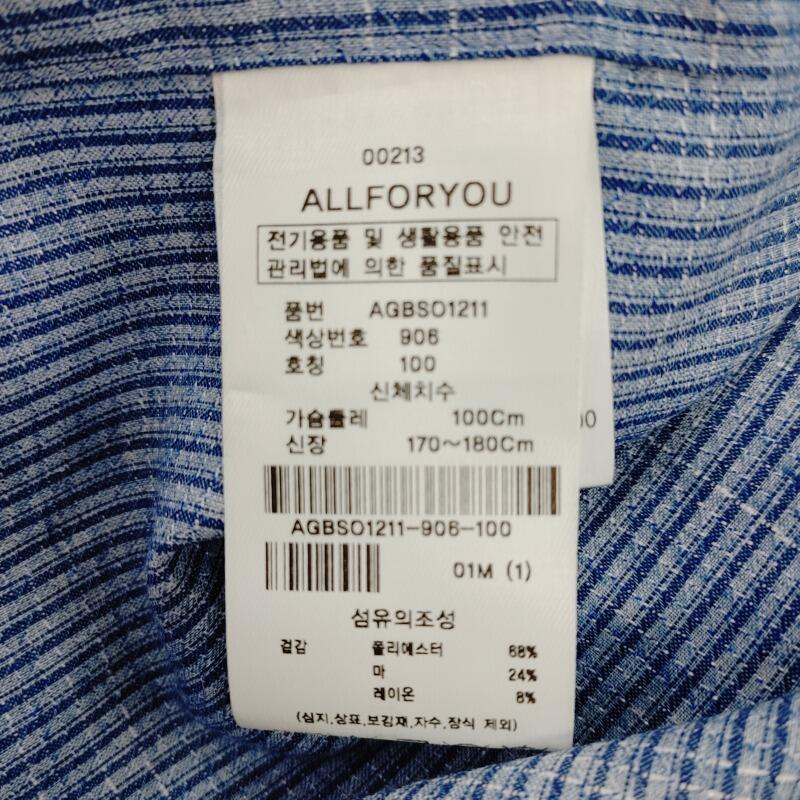 00213
ALLFORYOU
전기용품 및 생활용품 안전
관리법에 의한 품질표시
품번 AGBSO1211
색상번호 906
호칭 100
신체치수
가슴둘레 100Cm
신장 170~180Cm
AGBSO1211-906-100
01M (1)
섬유의조성
겉감 폴리에스터 68%
마 24%
레이온 8%
(심지,상표,보강재,자수,장식 제외)